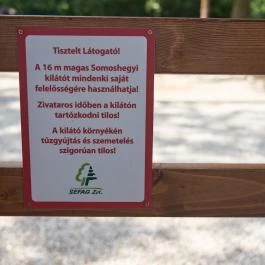 Tisztelt Látogató!
A 16 m magas Somoshegyi
kilátót mindenki saját
felelősségére használhatja!
Zivataros időben a kilátón
tartózkodni tilos!
A kilátó környékén
tűzgyújtás és szemetelés
szigorúan tilos!
SEFAG Zrt.